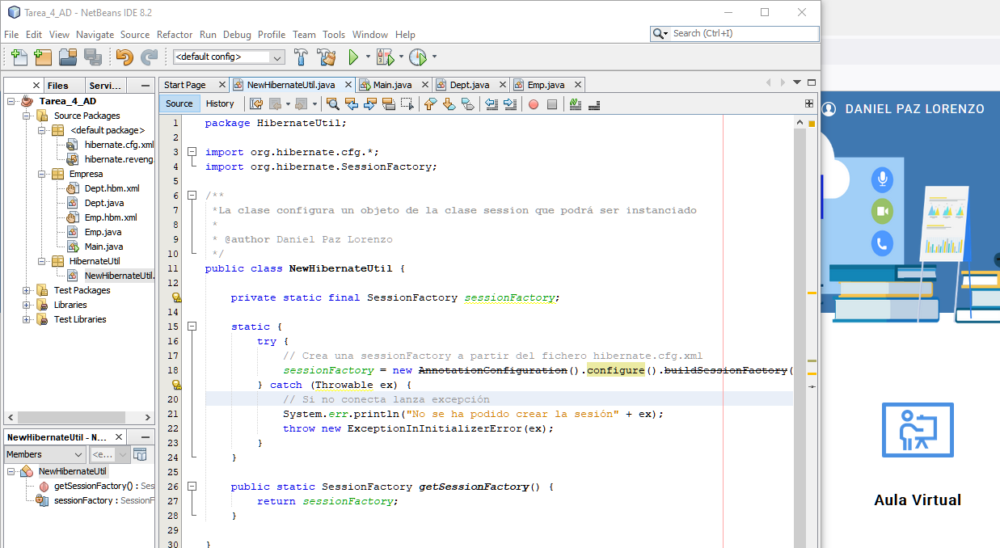 Tarea_4_AD - NetBeans IDE 8.2
File Edit View Navigate Source Refactor Run Debug Profile Team Tools Window Help
Search (Ctrl+I)
<default config>
Files Servi...
Start Page NewHibernateUtil.java Main.java Dept.java Emp.java
Source History
Tarea_4_AD
Source Packages
<default package>
hibernate.cfg.xml
hibernate.reveng.
Empresa
Dept.hbm.xml
Dept.java
Emp.hbm.xml
Emp.java
Main.java
HibernateUtil
NewHibernateUtil.
Test Packages
Libraries
Test Libraries
NewHibernateUtil - N...
Members <e...
NewHibernateUtil
getSessionFactory() : Ses
sessionFactory : SessionF
1 package HibernateUtil;
2
3 import org.hibernate.cfg.*;
4 import org.hibernate.SessionFactory;
5
6 /**
7 *La clase configura un objeto de la clase session que podrá ser instanciado
8 *
9 * @author Daniel Paz Lorenzo
10 */
11 public class NewHibernateUtil {
12
private static final SessionFactory sessionFactory;
14
15 static {
16 try {
17 // Crea una sessionFactory a partir del fichero hibernate.cfg.xml
18 sessionFactory = new AnnotationConfiguration().configure().buildSessionFactory(
} catch (Throwable ex) {
20 // Si no conecta lanza excepción
21 System.err.println("No se ha podido crear la sesión" + ex);
22 throw new ExceptionInInitializerError(ex);
23 }
24 }
25
26 public static SessionFactory getSessionFactory() {
27 return sessionFactory;
28 }
29
30 }
DANIEL PAZ LORENZO
Aula Virtual